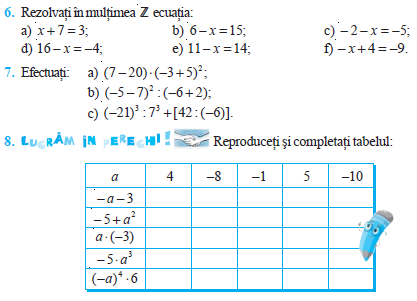 6. Rezolvați în mulțimea ℤ ecuația:
a) x + 7 = 3; b) 6 – x = 15; c) – 2 – x = –5;
d) 16 – x = –4; e) 11 – x = 14; f) – x + 4 = –9.
7. Efectuați: a) (7 – 20) · (–3 + 5)²;
b) (–5 – 7)² : (–6 + 2);
c) (–21)³ : 7³ + [42 : (–6)].
8. LUCRĂM ÎN PERECHI! Reproduceți și completați tabelul:
a 4 –8 –1 5 –10
–a – 3
–5 + a²
a · (–3)
–5 · a³
(–a)⁴ · 6